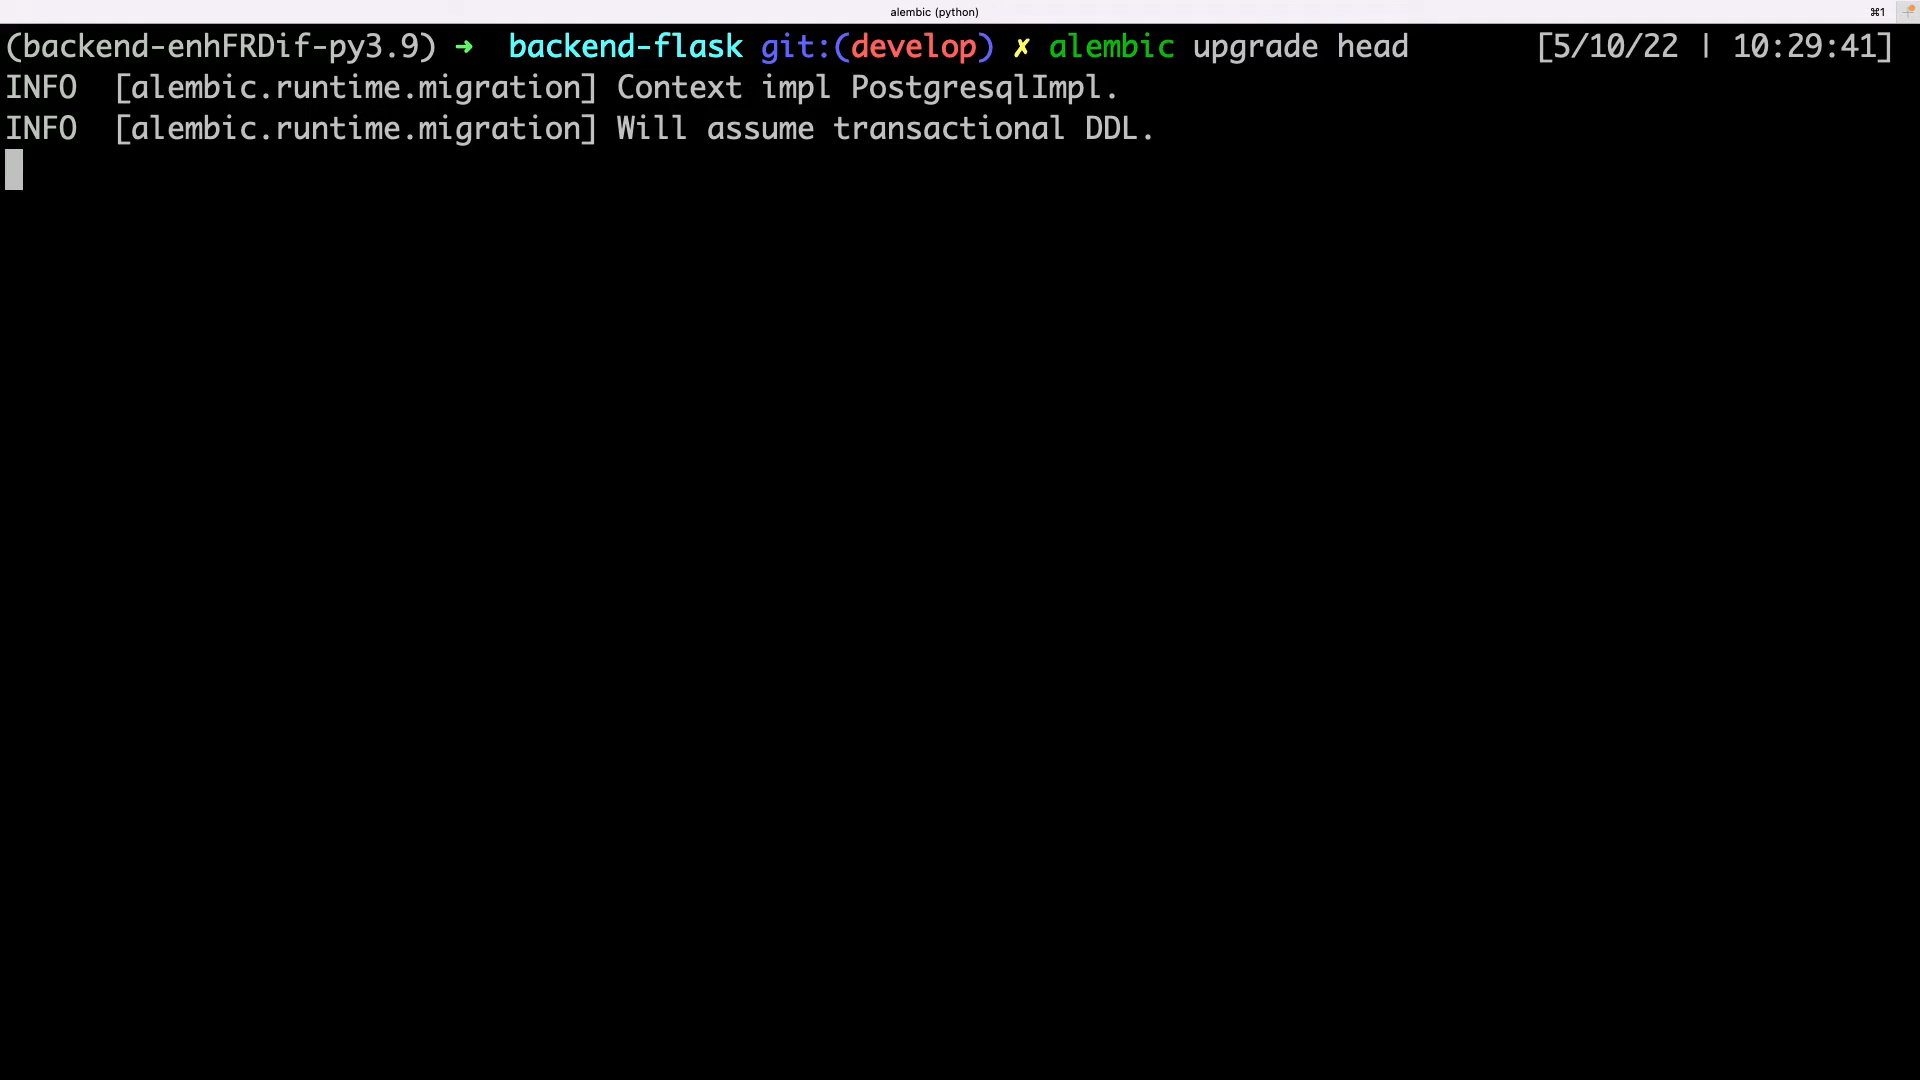 alembic (python)
⌘1
(backend-enhFRDif-py3.9) ➜  backend-flask git:(develop) ✗ alembic upgrade head [5/10/22 | 10:29:41]
INFO  [alembic.runtime.migration] Context impl PostgresqlImpl.
INFO  [alembic.runtime.migration] Will assume transactional DDL.